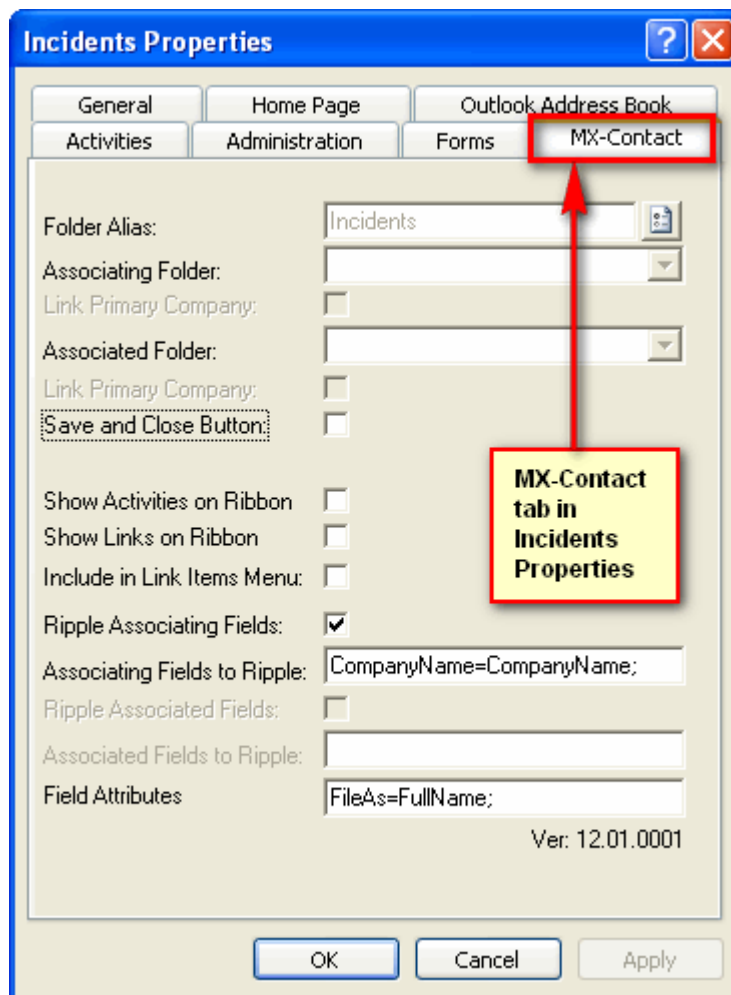 Incidents Properties
General Home Page Outlook Address Book
Activities Administration Forms MX-Contact
Folder Alias: Incidents
Associating Folder:
Link Primary Company:
Associated Folder:
Link Primary Company:
Save and Close Button:
Show Activities on Ribbon
Show Links on Ribbon
Include in Link Items Menu:
MX-Contact
tab in
Incidents
Properties
Ripple Associating Fields:
Associating Fields to Ripple: CompanyName=CompanyName;
Ripple Associated Fields:
Associated Fields to Ripple:
Field Attributes FileAs=FullName;
Ver: 12.01.0001
OK Cancel Apply